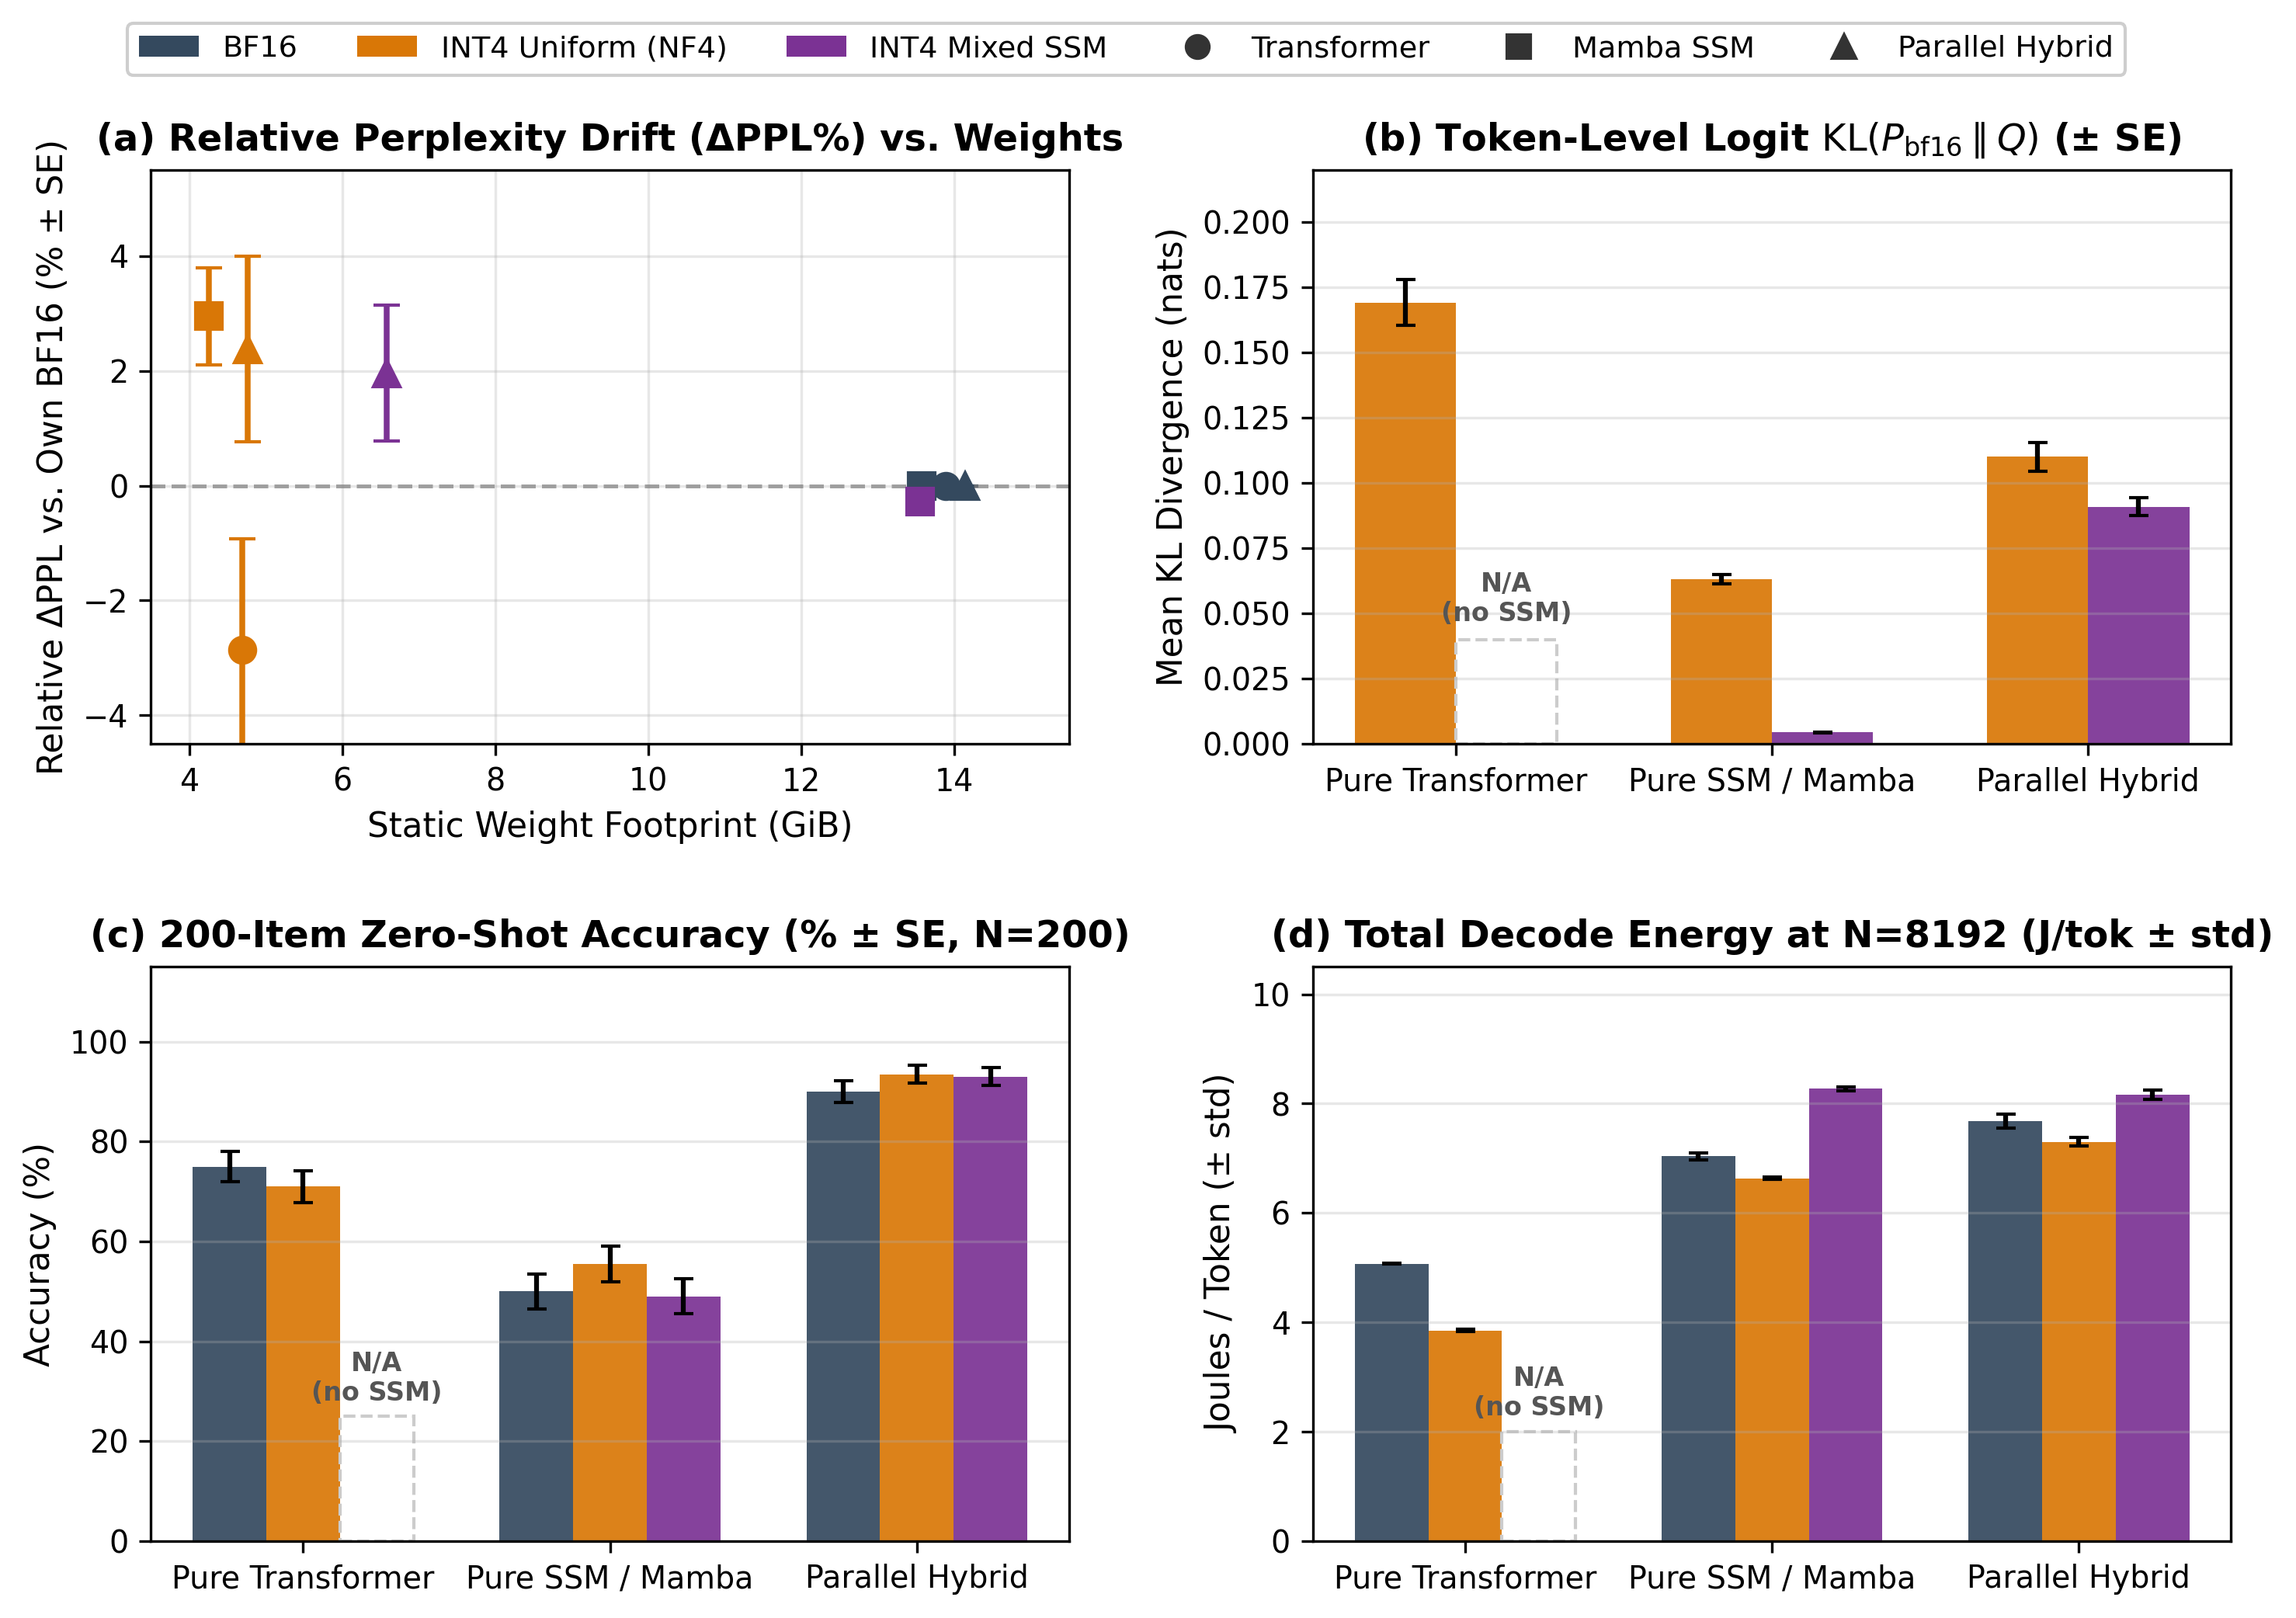 BF16 INT4 Uniform (NF4) INT4 Mixed SSM Transformer Mamba SSM Parallel Hybrid
(a) Relative Perplexity Drift (ΔPPL%) vs. Weights
Relative ΔPPL vs. Own BF16 (% ± SE)
4
2
0
−2
−4
4 6 8 10 12 14
Static Weight Footprint (GiB)
(b) Token-Level Logit KL(P_bf16 ∥ Q) (± SE)
Mean KL Divergence (nats)
0.200
0.175
0.150
0.125
0.100
0.075
0.050
0.025
0.000
N/A
(no SSM)
Pure Transformer Pure SSM / Mamba Parallel Hybrid
(c) 200-Item Zero-Shot Accuracy (% ± SE, N=200)
Accuracy (%)
100
80
60
40
20
0
N/A
(no SSM)
Pure Transformer Pure SSM / Mamba Parallel Hybrid
(d) Total Decode Energy at N=8192 (J/tok ± std)
Joules / Token (± std)
10
8
6
4
2
0
N/A
(no SSM)
Pure Transformer Pure SSM / Mamba Parallel Hybrid